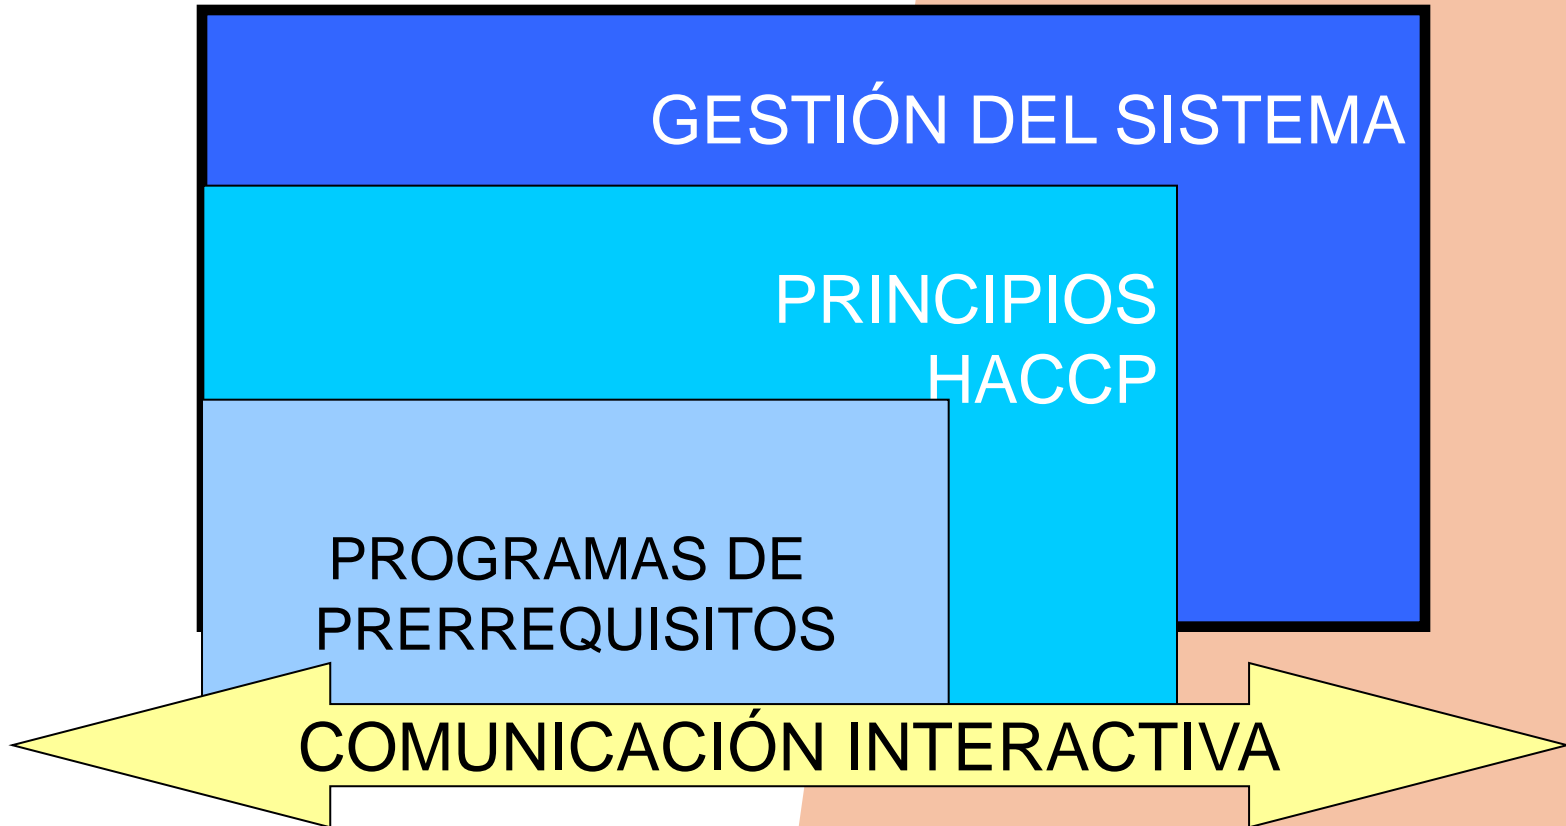 GESTIÓN DEL SISTEMA
PRINCIPIOS
HACCP
PROGRAMAS DE
PRERREQUISITOS
COMUNICACIÓN INTERACTIVA